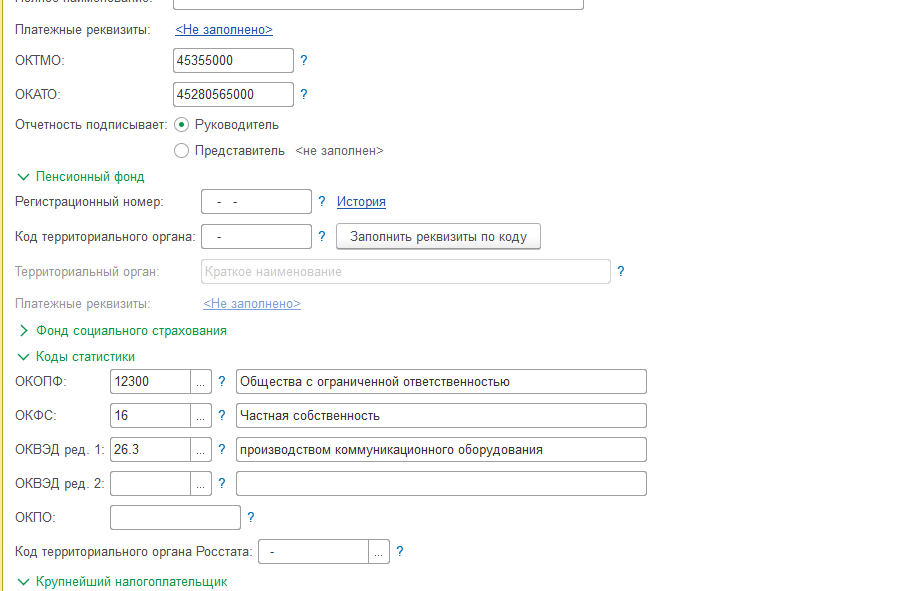 Полное наименование:
Платежные реквизиты: <Не заполнено>
ОКТМО: 45355000 ?
ОКАТО: 45280565000 ?
Отчетность подписывает: Руководитель
Представитель <не заполнен>
Пенсионный фонд
Регистрационный номер: - - ? История
Код территориального органа: - ? Заполнить реквизиты по коду
Территориальный орган: Краткое наименование ?
Платежные реквизиты: <Не заполнено>
Фонд социального страхования
Коды статистики
ОКОПФ: 12300 ... ? Общества с ограниченной ответственностью
ОКФС: 16 ... ? Частная собственность
ОКВЭД ред. 1: 26.3 ... ? производством коммуникационного оборудования
ОКВЭД ред. 2: ... ?
ОКПО: ?
Код территориального органа Росстата: - ... ?
Крупнейший налогоплательщик